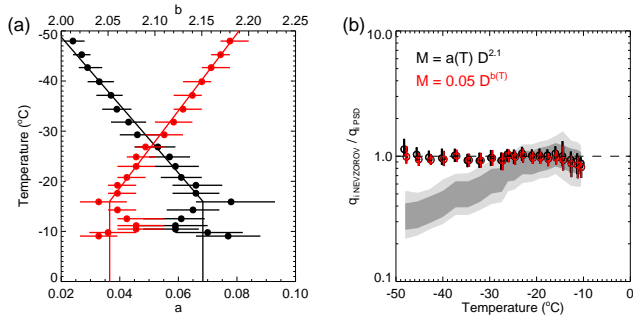 (a)
b
2.00 2.05 2.10 2.15 2.20 2.25
-50
-40
-30
-20
-10
0
Temperature (°C)
0.02 0.04 0.06 0.08 0.10
a
(b)
10.0
1.0
0.1
q_ii NEVZOROV / q_ii PSD
M = a(T) D^2.1
M = 0.05 D^b(T)
-50 -40 -30 -20 -10 0
Temperature (°C)